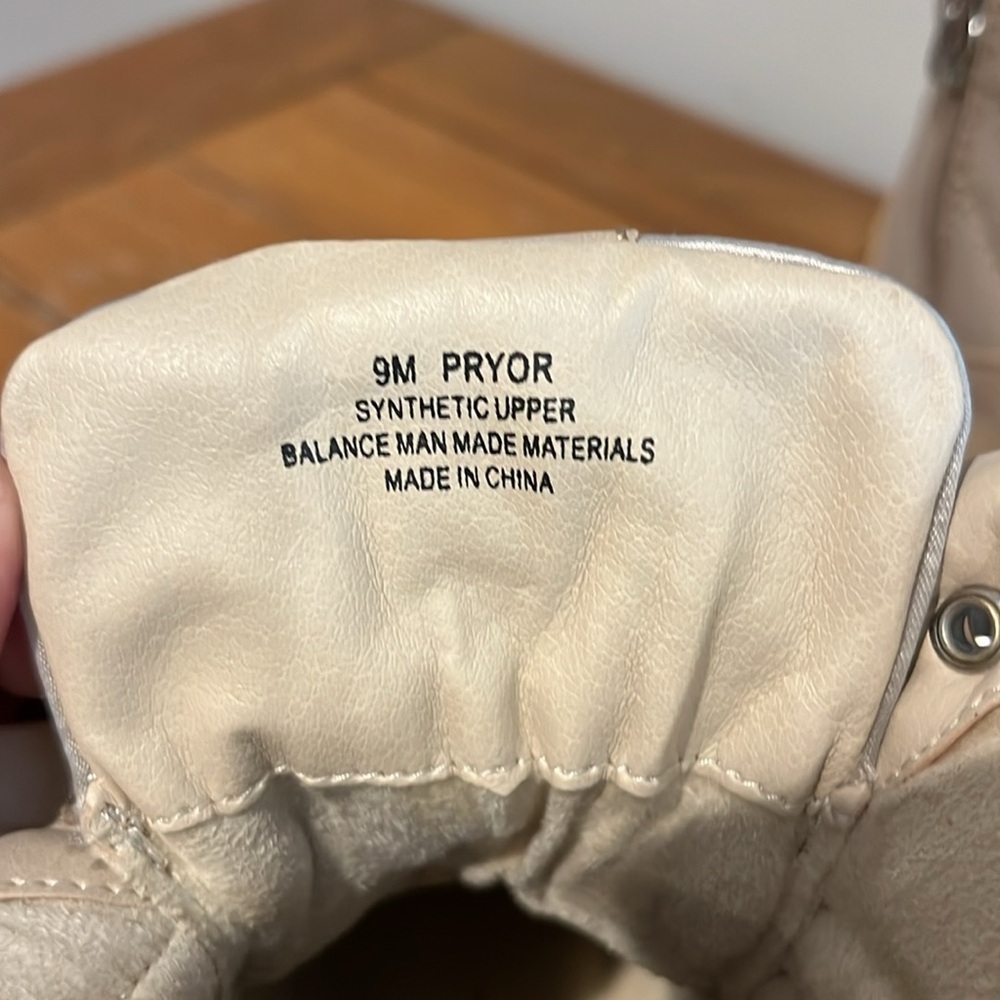 9M PRYOR
SYNTHETIC UPPER
BALANCE MAN MADE MATERIALS
MADE IN CHINA